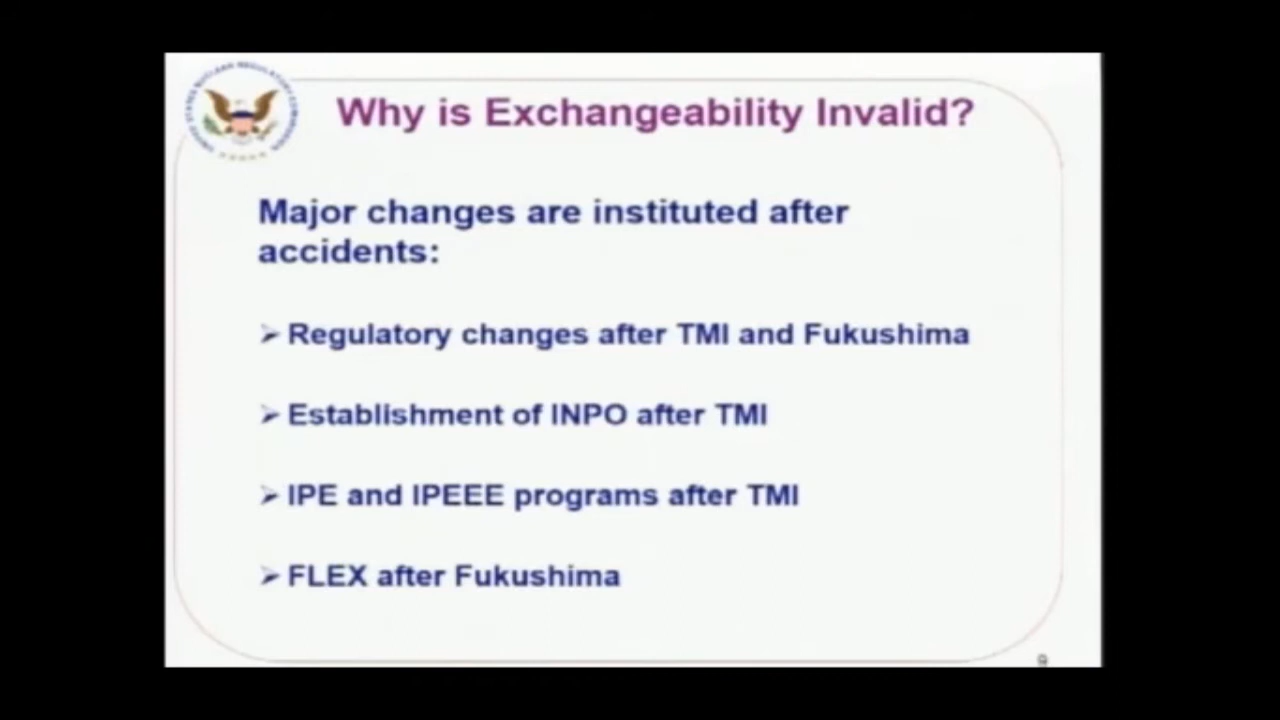 Why is Exchangeability Invalid?
Major changes are instituted after
accidents:
➢ Regulatory changes after TMI and Fukushima
➢ Establishment of INPO after TMI
➢ IPE and IPEEE programs after TMI
➢ FLEX after Fukushima
9